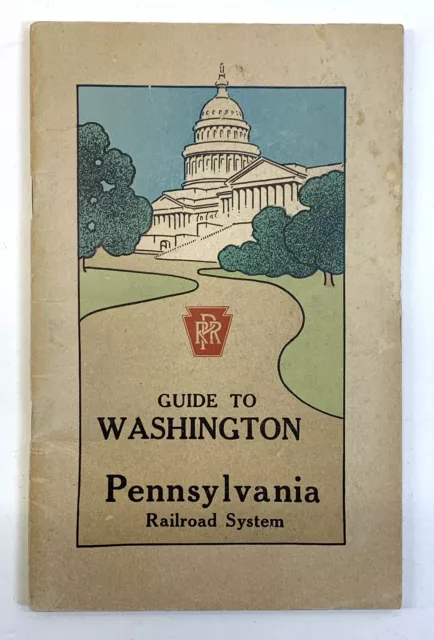 PRR
GUIDE TO
WASHINGTON
Pennsylvania
Railroad System